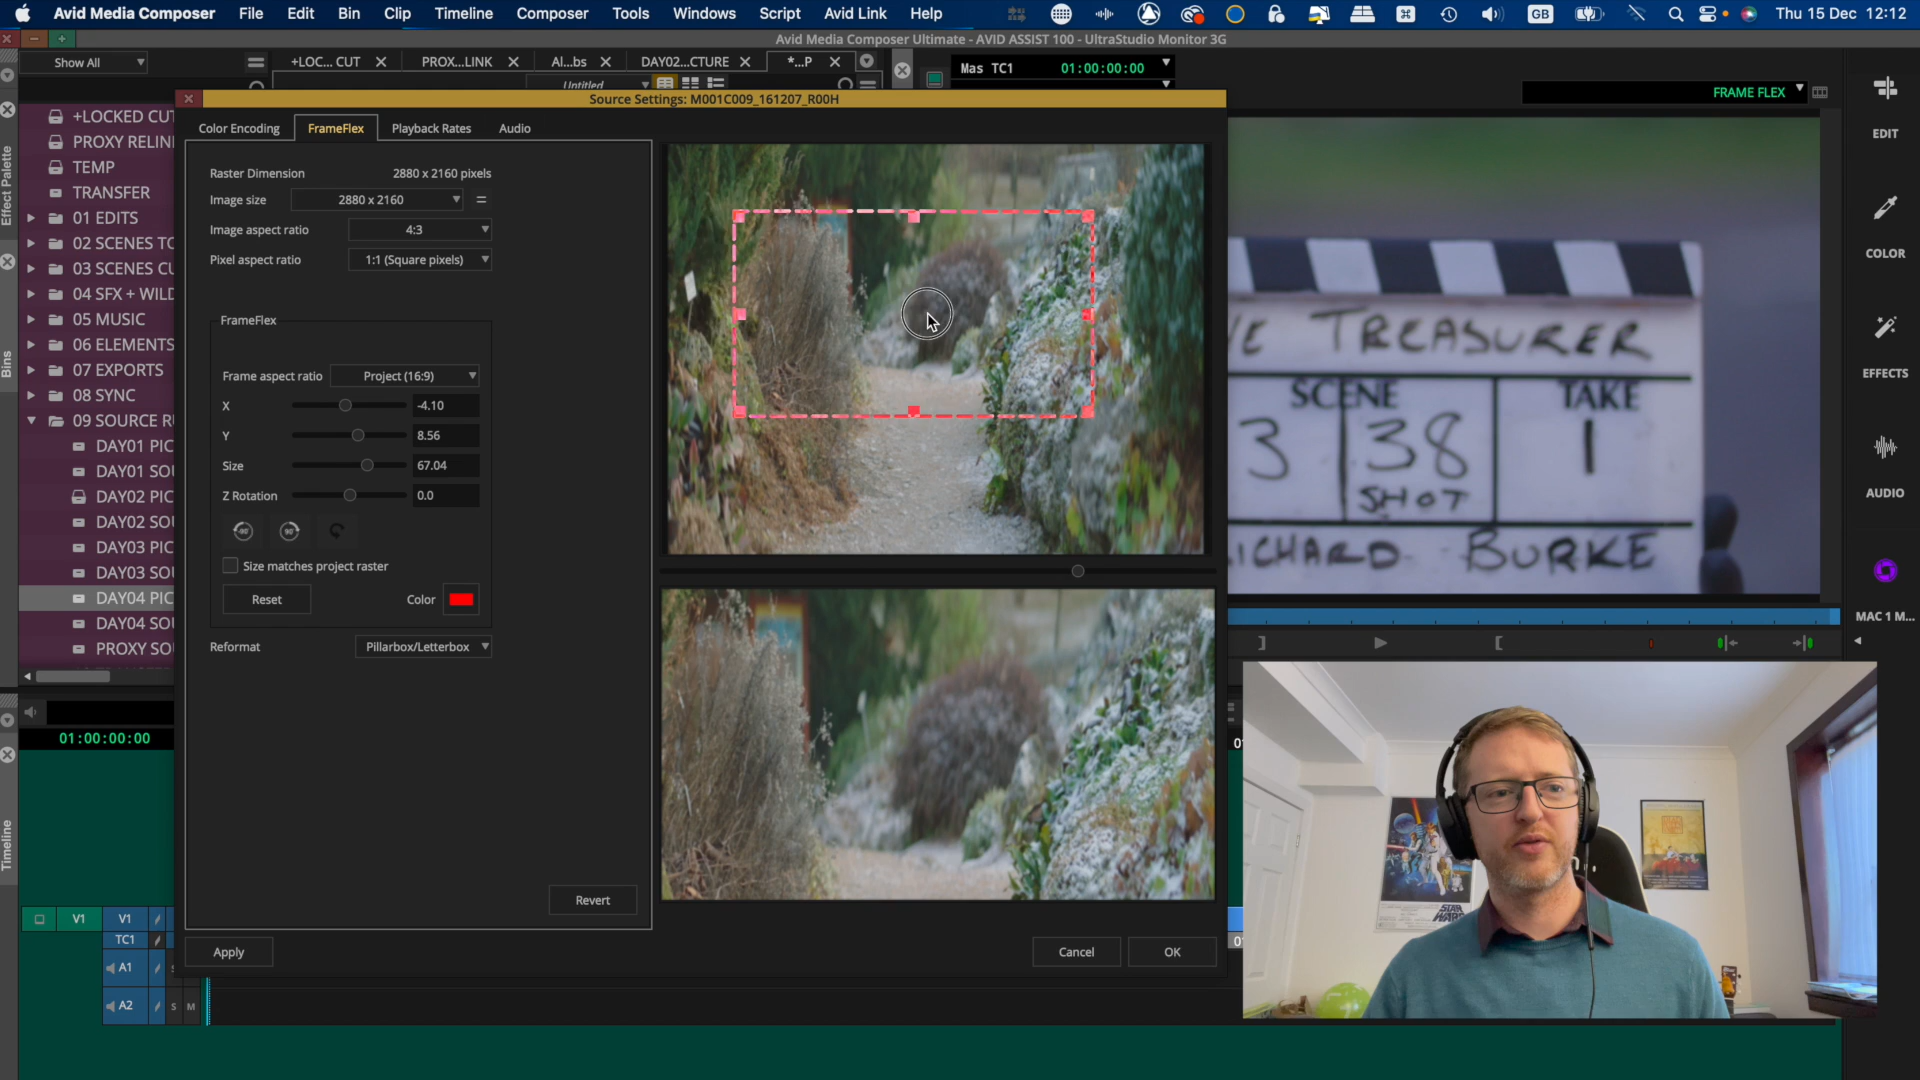 Avid Media Composer File Edit Bin Clip Timeline Composer Tools Windows Script Avid Link Help GB Thu 15 Dec 12:12
Avid Media Composer Ultimate - AVID ASSIST 100 - UltraStudio Monitor 3G
Show All
+LOC... CUT
PROX...LINK
AI...bs
DAY02...CTURE
*...P
Untitled
Mas TC1 01:00:00:00
FRAME FLEX
Effect Palette
Bins
Timeline
+LOCKED CUT
PROXY RELIN
TEMP
TRANSFER
01 EDITS
02 SCENES TO
03 SCENES CU
04 SFX + WILD
05 MUSIC
06 ELEMENTS
07 EXPORTS
08 SYNC
09 SOURCE R
DAY01 PIC
DAY01 SOU
DAY02 PIC
DAY02 SOU
DAY03 PIC
DAY03 SOU
DAY04 PIC
DAY04 SOU
PROXY SO
Source Settings: M001C009_161207_R00H
Color Encoding FrameFlex Playback Rates Audio
Raster Dimension 2880 x 2160 pixels
Image size 2880 x 2160
Image aspect ratio 4:3
Pixel aspect ratio 1:1 (Square pixels)
FrameFlex
Frame aspect ratio Project (16:9)
X -4.10
Y 8.56
Size 67.04
Z Rotation 0.0
Size matches project raster
Reset Color
Reformat Pillarbox/Letterbox
Revert
Apply Cancel OK
TREASURER
SCENE TAKE
3 38 1
SHOT
BURKE
EDIT
COLOR
EFFECTS
AUDIO
MAC 1 M...
01:00:00:00
V1 V1
TC1
A1 S
A2 S M
STAR WARS